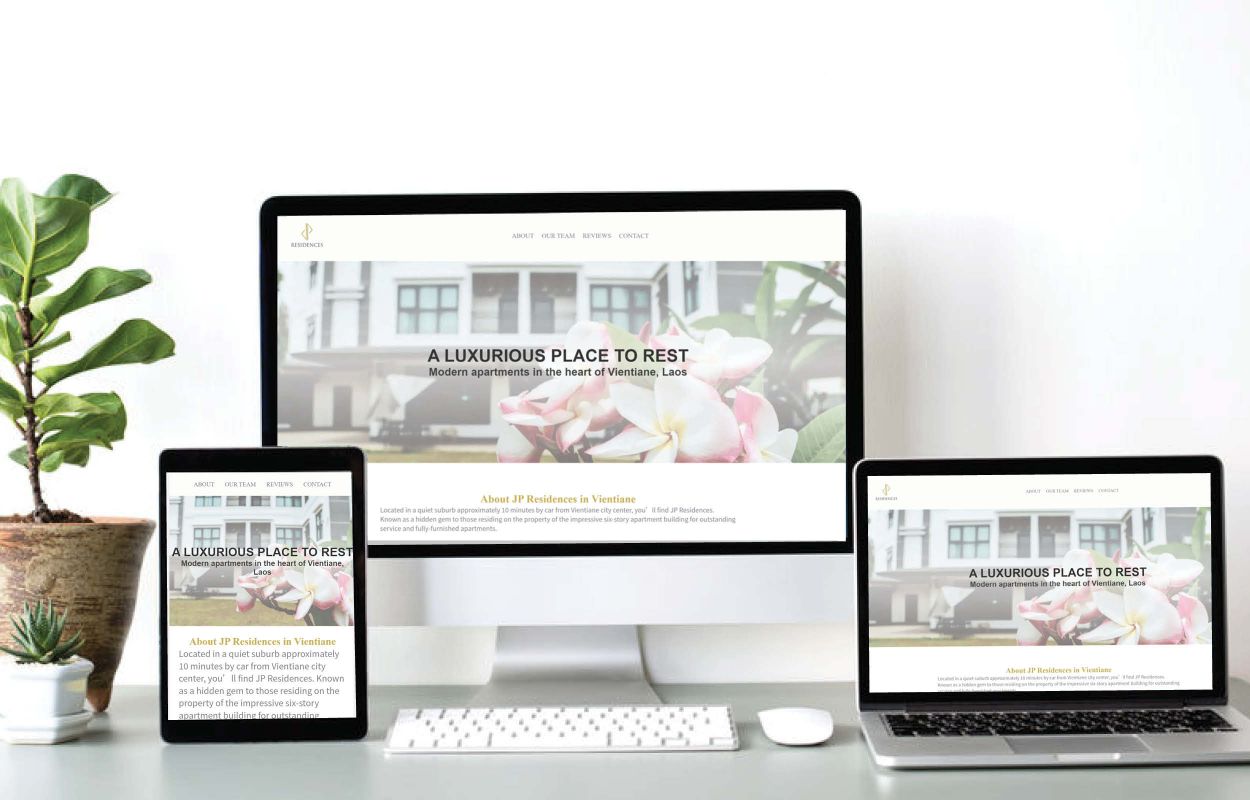 RESIDENCES
ABOUT OUR TEAM REVIEWS CONTACT
A LUXURIOUS PLACE TO REST
Modern apartments in the heart of Vientiane, Laos
About JP Residences in Vientiane
Located in a quiet suburb approximately 10 minutes by car from Vientiane city center, you’ ll find JP Residences.
Known as a hidden gem to those residing on the property of the impressive six-story apartment building for outstanding
service and fully-furnished apartments.
ABOUT OUR TEAM REVIEWS CONTACT
A LUXURIOUS PLACE TO REST
Modern apartments in the heart of Vientiane,
Laos
About JP Residences in Vientiane
Located in a quiet suburb approximately
10 minutes by car from Vientiane city
center, you’ ll find JP Residences. Known
as a hidden gem to those residing on the
property of the impressive six-story
apartment building for outstanding
RESIDENCES
ABOUT OUR TEAM REVIEWS CONTACT
A LUXURIOUS PLACE TO REST
Modern apartments in the heart of Vientiane, Laos
About JP Residences in Vientiane
Located in a quiet suburb approximately 10 minutes by car from Vientiane city center, you’ ll find JP Residences.
Known as a hidden gem to those residing on the property of the impressive six-story apartment building for outstanding